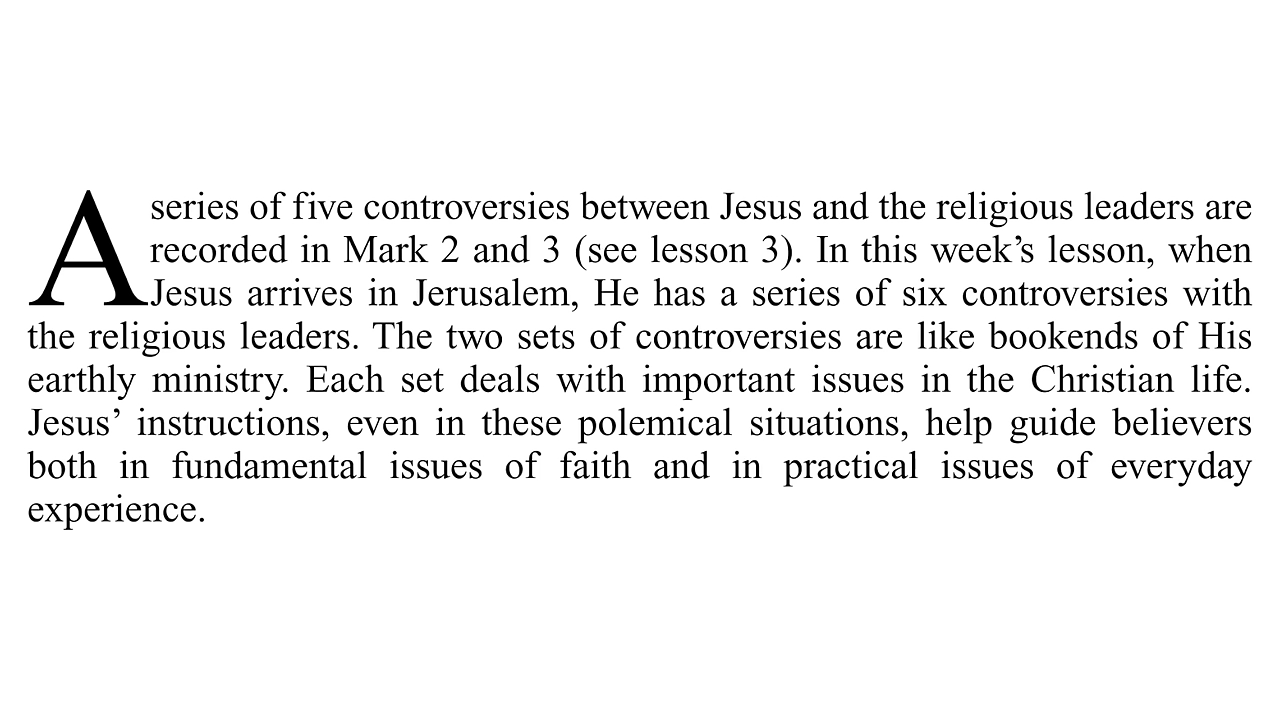 A series of five controversies between Jesus and the religious leaders are
recorded in Mark 2 and 3 (see lesson 3). In this week’s lesson, when
Jesus arrives in Jerusalem, He has a series of six controversies with
the religious leaders. The two sets of controversies are like bookends of His
earthly ministry. Each set deals with important issues in the Christian life.
Jesus’ instructions, even in these polemical situations, help guide believers
both in fundamental issues of faith and in practical issues of everyday
experience.